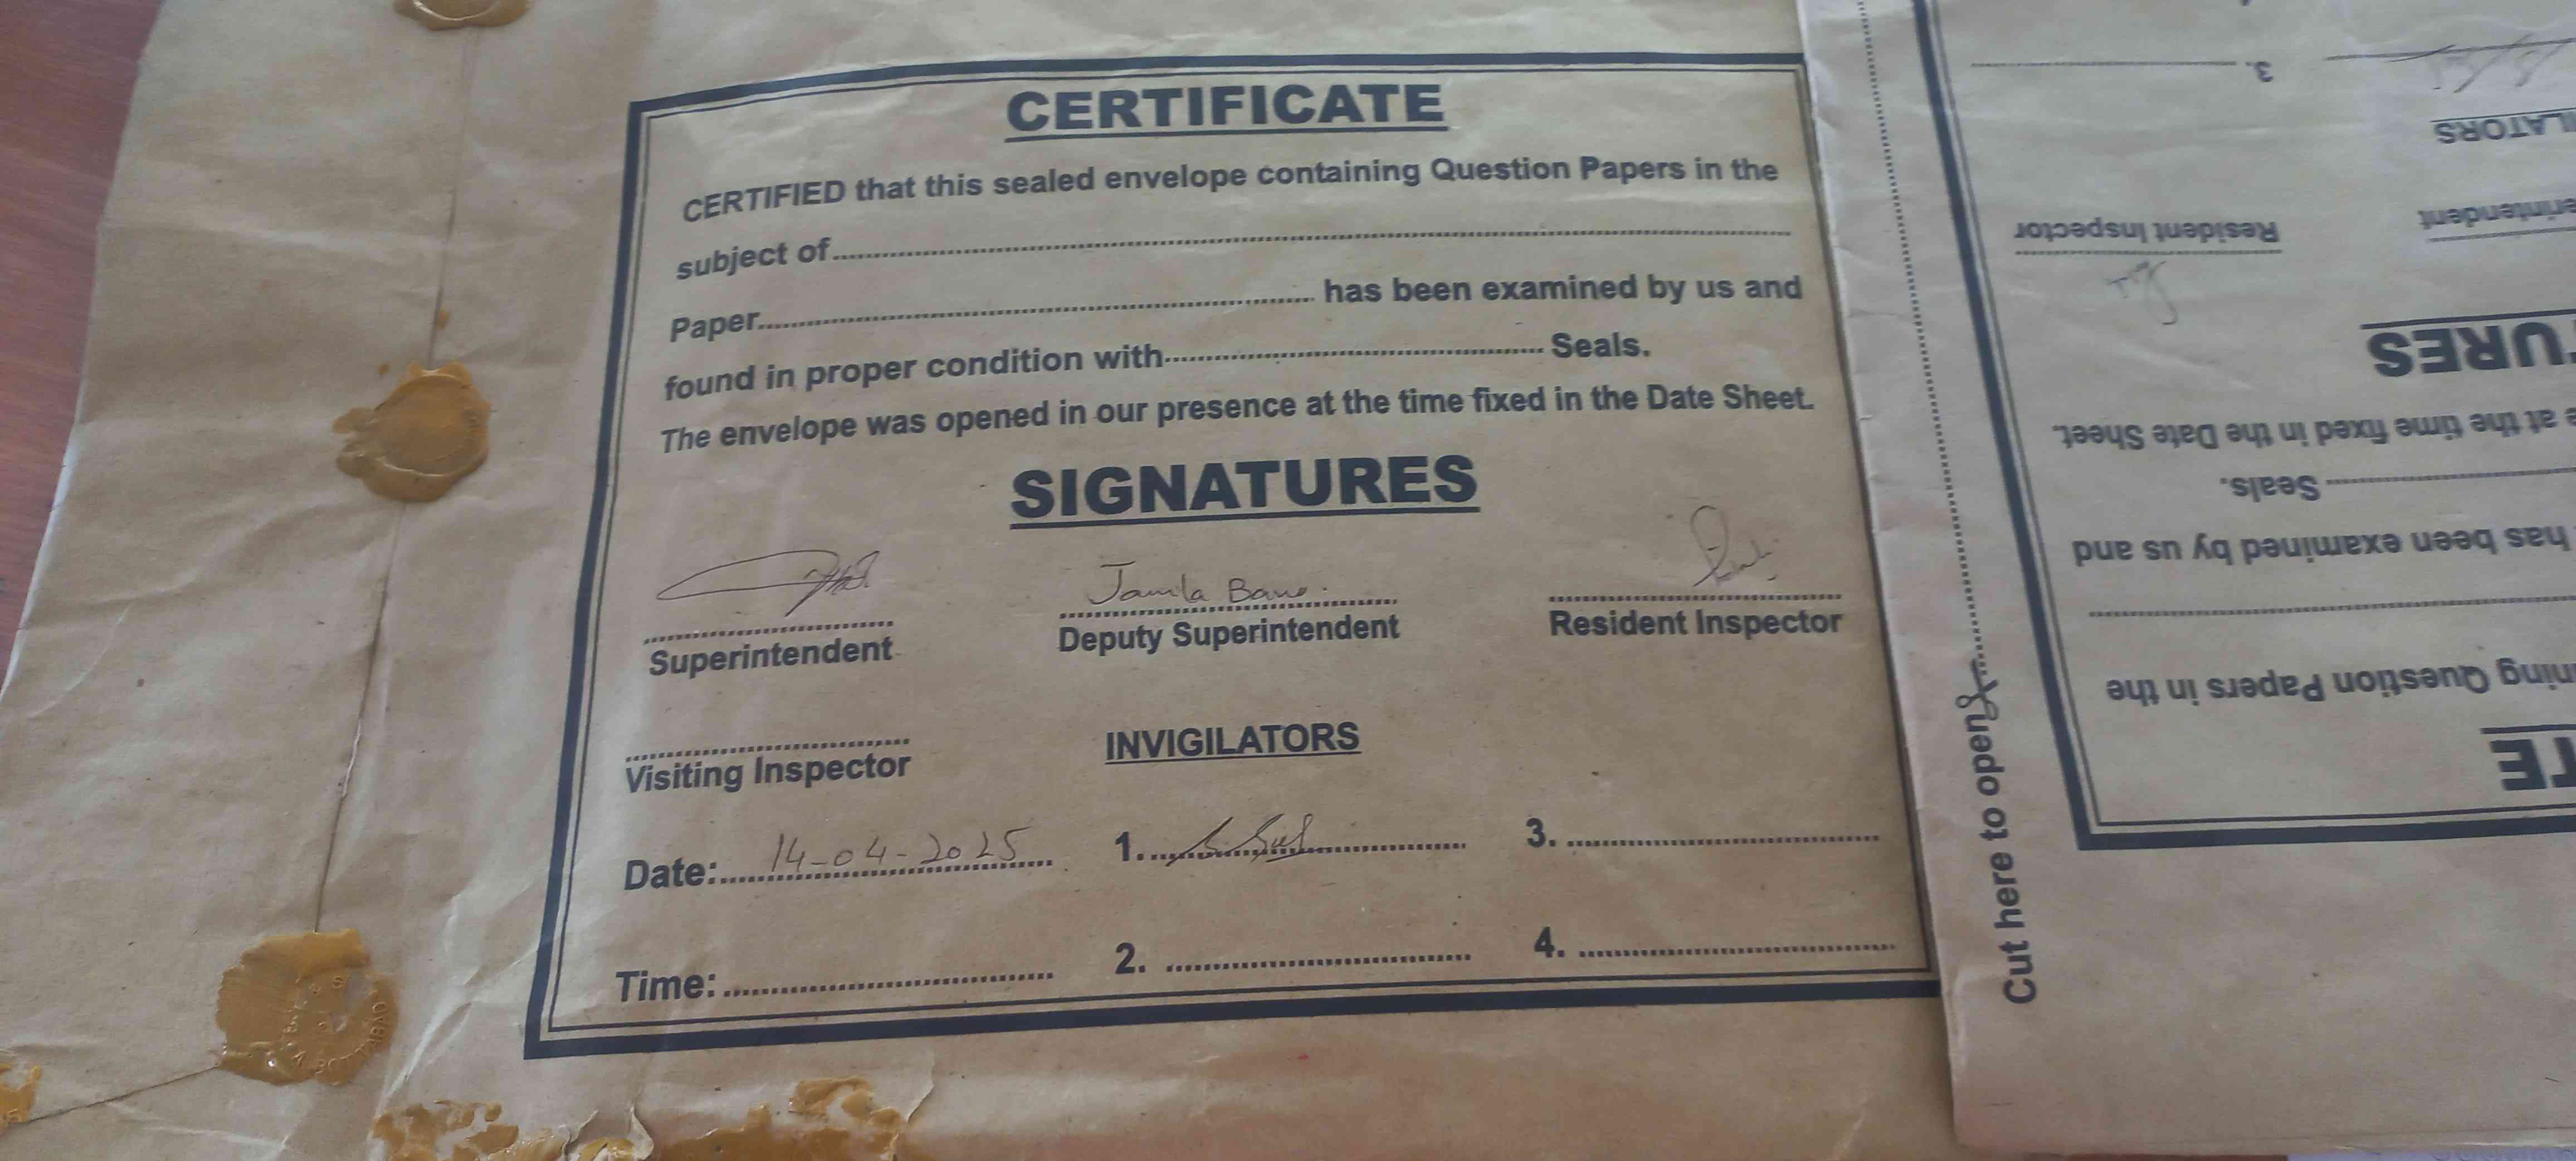 CERTIFICATE
CERTIFIED that this sealed envelope containing Question Papers in the
subject of
Paper has been examined by us and
found in proper condition with Seals.
The envelope was opened in our presence at the time fixed in the Date Sheet.
SIGNATURES
Jamila Bano.
Superintendent Deputy Superintendent Resident Inspector
Visiting Inspector INVIGILATORS
Date: 14-04-2025 1. 3.
Time: 2. 4.
Cut here to open
TE
ning Question Papers in the
has been examined by us and
Seals.
e at the time fixed in the Date Sheet.
URES
erintendent Resident Inspector
ILATORS
3.